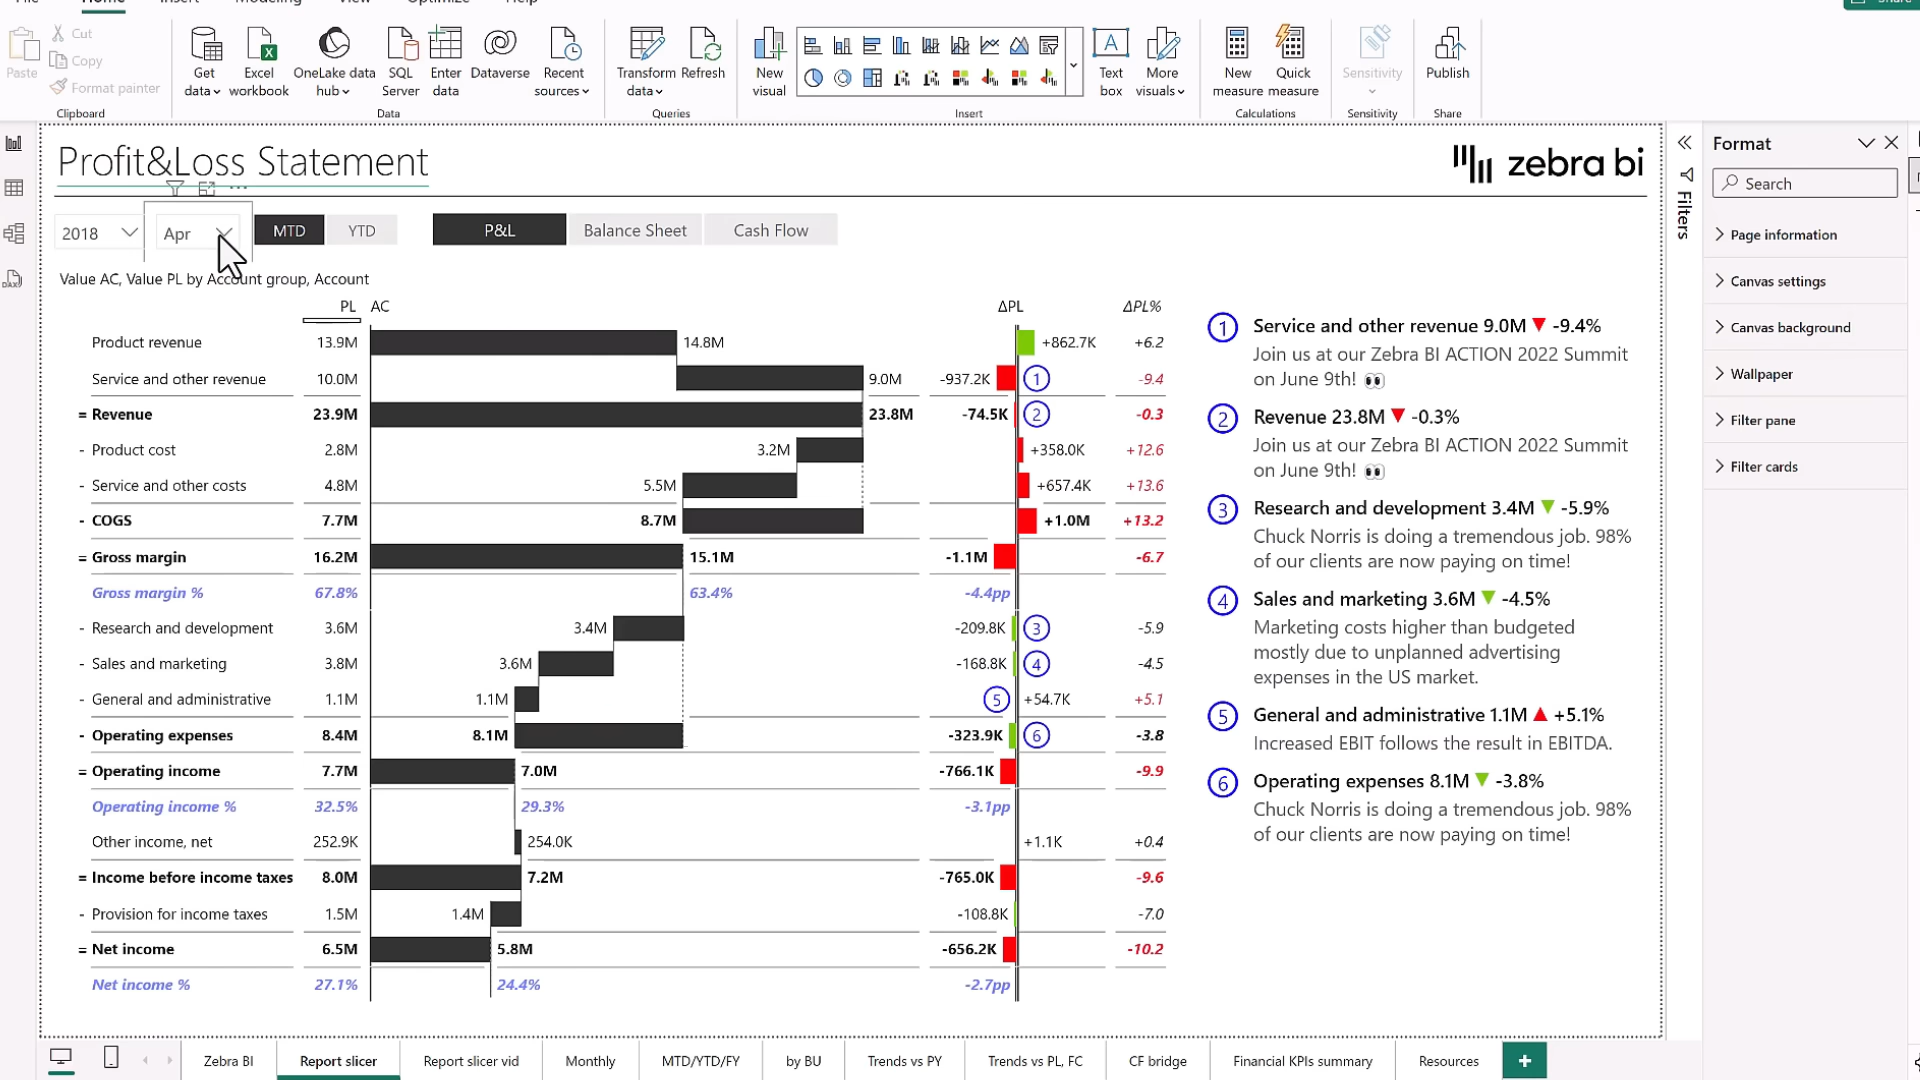 File Home Insert Modeling View Optimize Help
Share
Paste
Cut
Copy
Format painter
Get data
Excel workbook
OneLake data hub
SQL Server
Enter data
Dataverse
Recent sources
Transform data
Refresh
New visual
Text box
More visuals
New measure
Quick measure
Sensitivity
Publish
Clipboard Data Queries Insert Calculations Sensitivity Share
Profit&Loss Statement
zebra bi
2018 Apr MTD YTD P&L Balance Sheet Cash Flow
Value AC, Value PL by Account group, Account
PL AC ΔPL ΔPL%
Product revenue 13.9M 14.8M +862.7K +6.2
Service and other revenue 10.0M 9.0M -937.2K 1 -9.4
= Revenue 23.9M 23.8M -74.5K 2 -0.3
- Product cost 2.8M 3.2M +358.0K +12.6
- Service and other costs 4.8M 5.5M +657.4K +13.6
- COGS 7.7M 8.7M +1.0M +13.2
= Gross margin 16.2M 15.1M -1.1M -6.7
Gross margin % 67.8% 63.4% -4.4pp
- Research and development 3.6M 3.4M -209.8K 3 -5.9
- Sales and marketing 3.8M 3.6M -168.8K 4 -4.5
- General and administrative 1.1M 1.1M 5 +54.7K +5.1
- Operating expenses 8.4M 8.1M -323.9K 6 -3.8
= Operating income 7.7M 7.0M -766.1K -9.9
Operating income % 32.5% 29.3% -3.1pp
Other income, net 252.9K 254.0K +1.1K +0.4
= Income before income taxes 8.0M 7.2M -765.0K -9.6
- Provision for income taxes 1.5M 1.4M -108.8K -7.0
= Net income 6.5M 5.8M -656.2K -10.2
Net income % 27.1% 24.4% -2.7pp
1 Service and other revenue 9.0M ▼ -9.4%
Join us at our Zebra BI ACTION 2022 Summit
on June 9th! 👀
2 Revenue 23.8M ▼ -0.3%
Join us at our Zebra BI ACTION 2022 Summit
on June 9th! 👀
3 Research and development 3.4M ▼ -5.9%
Chuck Norris is doing a tremendous job. 98%
of our clients are now paying on time!
4 Sales and marketing 3.6M ▼ -4.5%
Marketing costs higher than budgeted
mostly due to unplanned advertising
expenses in the US market.
5 General and administrative 1.1M ▲ +5.1%
Increased EBIT follows the result in EBITDA.
6 Operating expenses 8.1M ▼ -3.8%
Chuck Norris is doing a tremendous job. 98%
of our clients are now paying on time!
Filters
Format
Search
Page information
Canvas settings
Canvas background
Wallpaper
Filter pane
Filter cards
Zebra BI Report slicer Report slicer vid Monthly MTD/YTD/FY by BU Trends vs PY Trends vs PL, FC CF bridge Financial KPIs summary Resources +